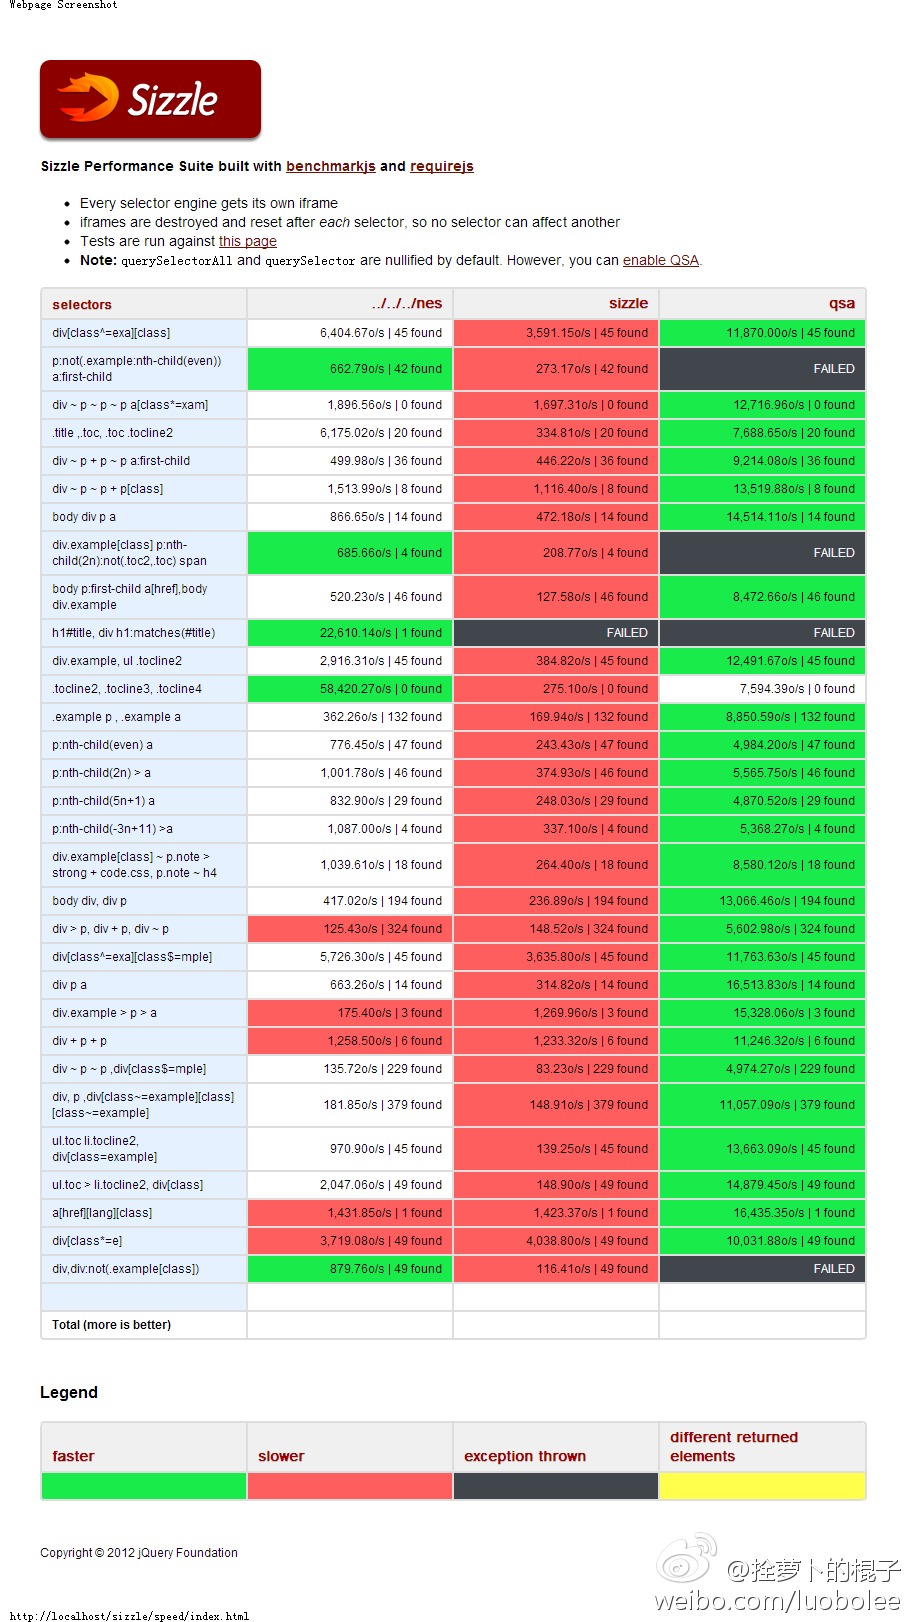 Webpage Screenshot
Sizzle
Sizzle Performance Suite built with benchmarkjs and requirejs
Every selector engine gets its own iframe
iframes are destroyed and reset after each selector, so no selector can affect another
Tests are run against this page
Note: querySelectorAll and querySelector are nullified by default. However, you can enable QSA.
selectors ../../../nes sizzle qsa
div[class^=exa][class] 6,404.67o/s | 45 found 3,591.15o/s | 45 found 11,870.00o/s | 45 found
p:not(.example:nth-child(even))
a:first-child 662.79o/s | 42 found 273.17o/s | 42 found FAILED
div ~ p ~ p ~ p a[class*=xam] 1,896.56o/s | 0 found 1,697.31o/s | 0 found 12,716.96o/s | 0 found
.title ,.toc, .toc .tocline2 6,175.02o/s | 20 found 334.81o/s | 20 found 7,688.65o/s | 20 found
div ~ p + p ~ p a:first-child 499.98o/s | 36 found 446.22o/s | 36 found 9,214.08o/s | 36 found
div ~ p ~ p + p[class] 1,513.99o/s | 8 found 1,116.40o/s | 8 found 13,519.88o/s | 8 found
body div p a 866.65o/s | 14 found 472.18o/s | 14 found 14,514.11o/s | 14 found
div.example[class] p:nth-
child(2n):not(.toc2,.toc) span 685.66o/s | 4 found 208.77o/s | 4 found FAILED
body p:first-child a[href],body
div.example 520.23o/s | 46 found 127.58o/s | 46 found 8,472.66o/s | 46 found
h1#title, div h1:matches(#title) 22,610.14o/s | 1 found FAILED FAILED
div.example, ul .tocline2 2,916.31o/s | 45 found 384.82o/s | 45 found 12,491.67o/s | 45 found
.tocline2, .tocline3, .tocline4 58,420.27o/s | 0 found 275.10o/s | 0 found 7,594.39o/s | 0 found
.example p , .example a 362.26o/s | 132 found 169.94o/s | 132 found 8,850.59o/s | 132 found
p:nth-child(even) a 776.45o/s | 47 found 243.43o/s | 47 found 4,984.20o/s | 47 found
p:nth-child(2n) > a 1,001.78o/s | 46 found 374.93o/s | 46 found 5,565.75o/s | 46 found
p:nth-child(5n+1) a 832.90o/s | 29 found 248.03o/s | 29 found 4,870.52o/s | 29 found
p:nth-child(-3n+11) >a 1,087.00o/s | 4 found 337.10o/s | 4 found 5,368.27o/s | 4 found
div.example[class] ~ p.note >
strong + code.css, p.note ~ h4 1,039.61o/s | 18 found 264.40o/s | 18 found 8,580.12o/s | 18 found
body div, div p 417.02o/s | 194 found 236.89o/s | 194 found 13,066.46o/s | 194 found
div > p, div + p, div ~ p 125.43o/s | 324 found 148.52o/s | 324 found 5,602.98o/s | 324 found
div[class^=exa][class$=mple] 5,726.30o/s | 45 found 3,635.80o/s | 45 found 11,763.63o/s | 45 found
div p a 663.26o/s | 14 found 314.82o/s | 14 found 16,513.83o/s | 14 found
div.example > p > a 175.40o/s | 3 found 1,269.96o/s | 3 found 15,328.06o/s | 3 found
div + p + p 1,258.50o/s | 6 found 1,233.32o/s | 6 found 11,246.32o/s | 6 found
div ~ p ~ p ,div[class$=mple] 135.72o/s | 229 found 83.23o/s | 229 found 4,974.27o/s | 229 found
div, p ,div[class~=example][class]
[class~=example] 181.85o/s | 379 found 148.91o/s | 379 found 11,057.09o/s | 379 found
ul.toc li.tocline2,
div[class=example] 970.90o/s | 45 found 139.25o/s | 45 found 13,663.09o/s | 45 found
ul.toc > li.tocline2, div[class] 2,047.06o/s | 49 found 148.90o/s | 49 found 14,879.45o/s | 49 found
a[href][lang][class] 1,431.85o/s | 1 found 1,423.37o/s | 1 found 16,435.35o/s | 1 found
div[class*=e] 3,719.08o/s | 49 found 4,038.80o/s | 49 found 10,031.88o/s | 49 found
div,div:not(.example[class]) 879.76o/s | 49 found 116.41o/s | 49 found FAILED
Total (more is better)
Legend
faster slower exception thrown different returned
elements
Copyright © 2012 jQuery Foundation
@拴萝卜的棍子
weibo.com/luobolee
http://localhost/sizzle/speed/index.html